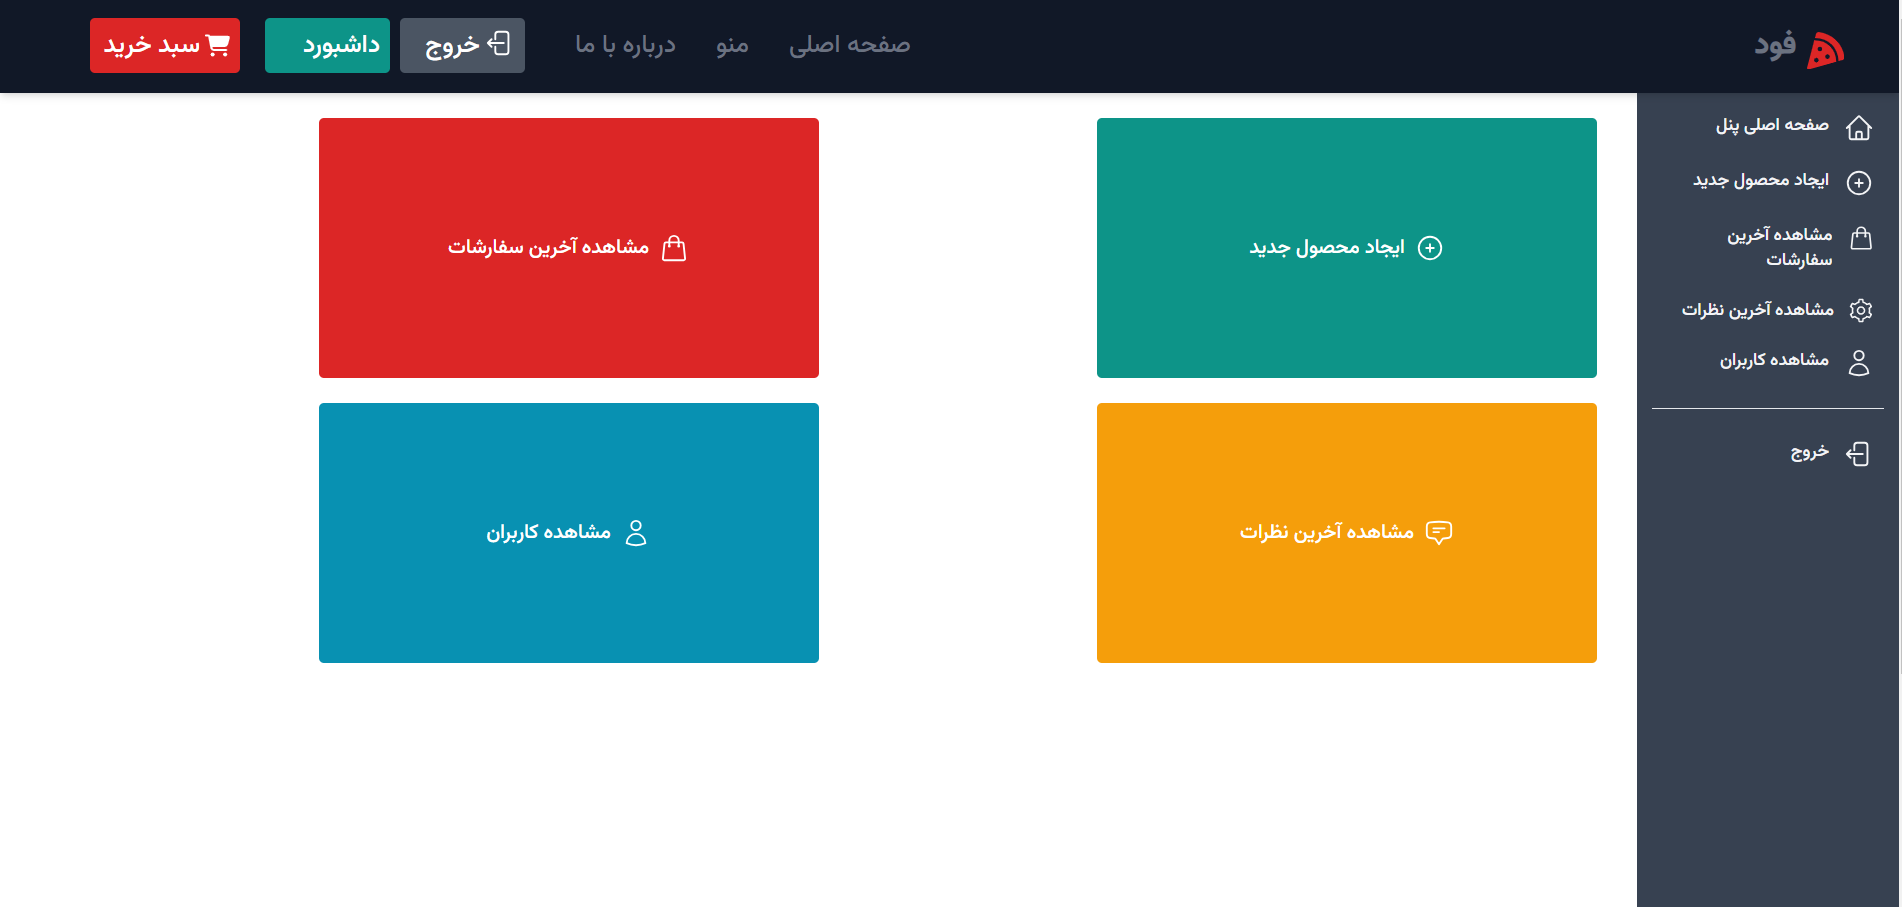 فود
صفحه اصلی
منو
درباره با ما
خروج
داشبورد
سبد خرید
صفحه اصلی پنل
ایجاد محصول جدید
مشاهده آخرین
سفارشات
مشاهده آخرین نظرات
مشاهده کاربران
خروج
ایجاد محصول جدید
مشاهده آخرین سفارشات
مشاهده آخرین نظرات
مشاهده کاربران